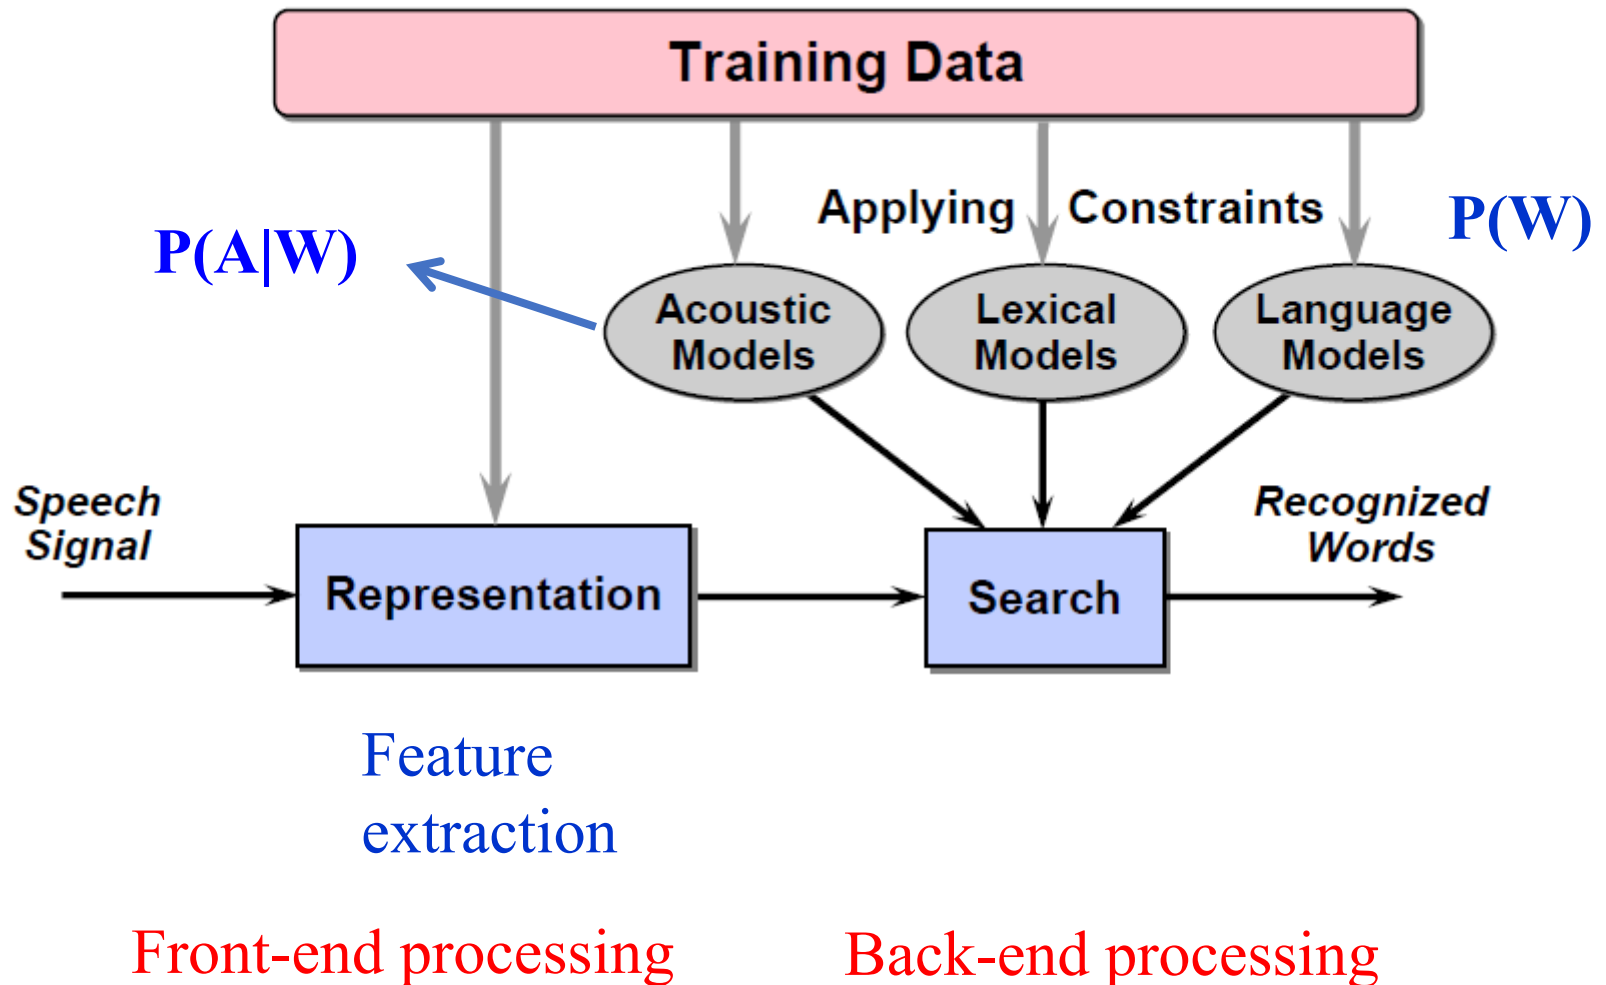 Training Data
Applying Constraints
P(W)
P(A|W)
Acoustic
Models
Lexical
Models
Language
Models
Speech
Signal
Representation
Search
Recognized
Words
Feature
extraction
Front-end processing
Back-end processing